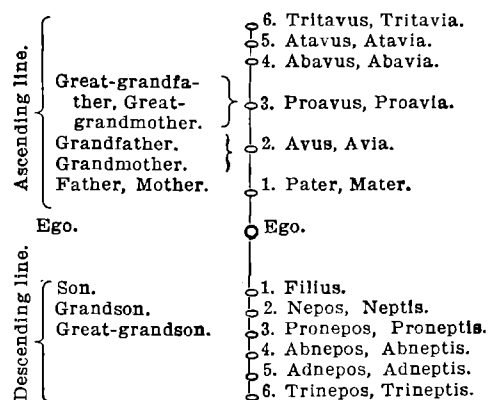 6. Tritavus, Tritavia.
5. Atavus, Atavia.
4. Abavus, Abavia.
Great-grandfa-
ther, Great-
grandmother.
3. Proavus, Proavia.
Grandfather.
Grandmother.
2. Avus, Avia.
Father, Mother.
1. Pater, Mater.
Ascending line.
Ego.
Ego.
Son.
1. Filius.
Grandson.
2. Nepos, Neptis.
Great-grandson.
3. Pronepos, Proneptis.
4. Abnepos, Abneptis.
5. Adnepos, Adneptis.
6. Trinepos, Trineptis.
Descending line.